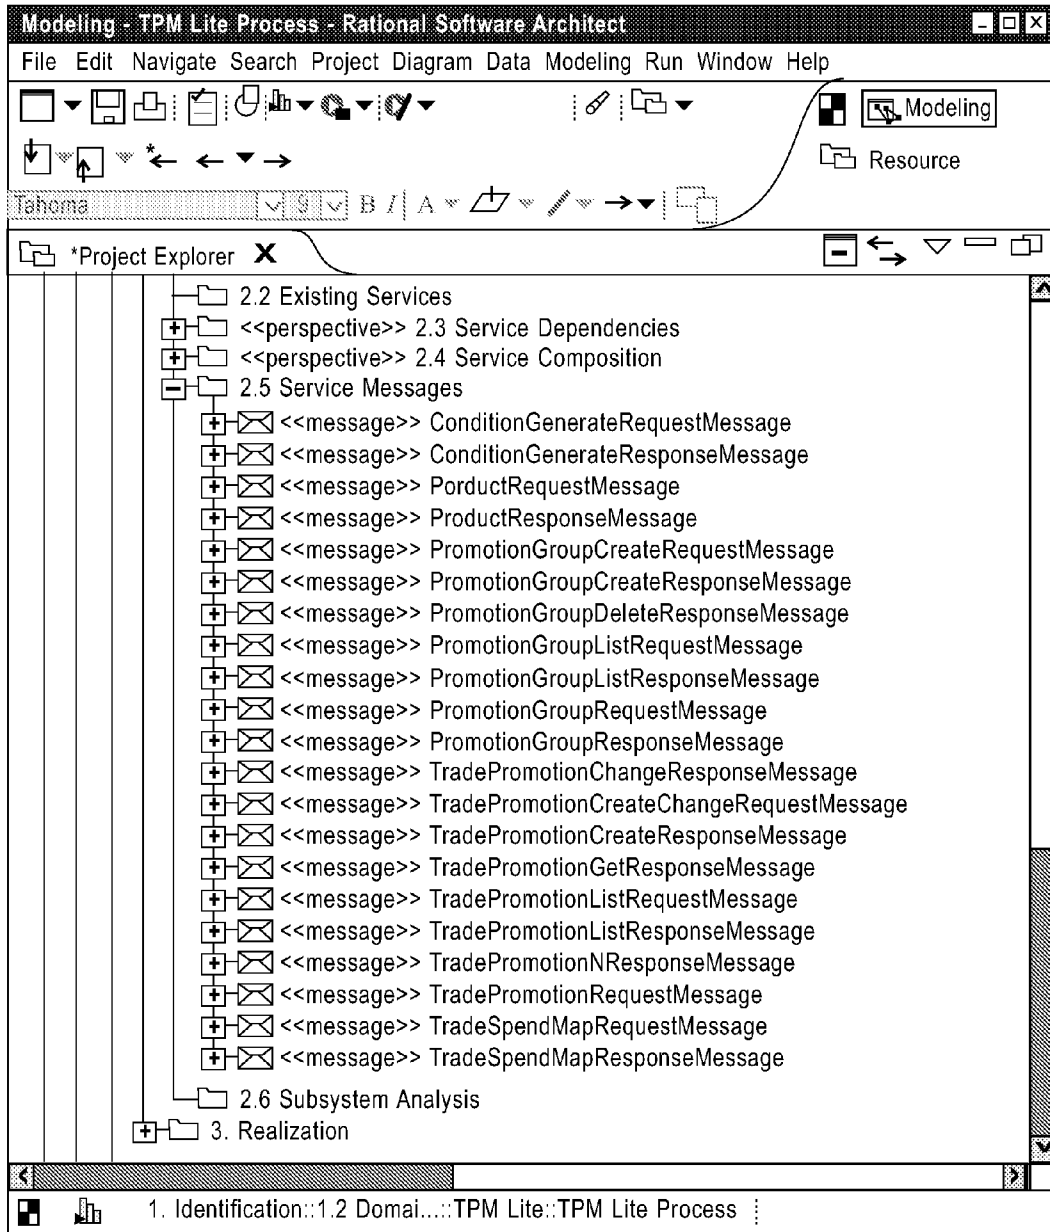 Modeling - TPM Lite Process - Rational Software Architect
File Edit Navigate Search Project Diagram Data Modeling Run Window Help
Modeling
Resource
Tahoma 9 B I A
*Project Explorer X
2.2 Existing Services
<<perspective>> 2.3 Service Dependencies
<<perspective>> 2.4 Service Composition
2.5 Service Messages
<<message>> ConditionGenerateRequestMessage
<<message>> ConditionGenerateResponseMessage
<<message>> PorductRequestMessage
<<message>> ProductResponseMessage
<<message>> PromotionGroupCreateRequestMessage
<<message>> PromotionGroupCreateResponseMessage
<<message>> PromotionGroupDeleteResponseMessage
<<message>> PromotionGroupListRequestMessage
<<message>> PromotionGroupListResponseMessage
<<message>> PromotionGroupRequestMessage
<<message>> PromotionGroupResponseMessage
<<message>> TradePromotionChangeResponseMessage
<<message>> TradePromotionCreateChangeRequestMessage
<<message>> TradePromotionCreateResponseMessage
<<message>> TradePromotionGetResponseMessage
<<message>> TradePromotionListRequestMessage
<<message>> TradePromotionListResponseMessage
<<message>> TradePromotionNResponseMessage
<<message>> TradePromotionRequestMessage
<<message>> TradeSpendMapRequestMessage
<<message>> TradeSpendMapResponseMessage
2.6 Subsystem Analysis
3. Realization
1. Identification::1.2 Domai...::TPM Lite::TPM Lite Process